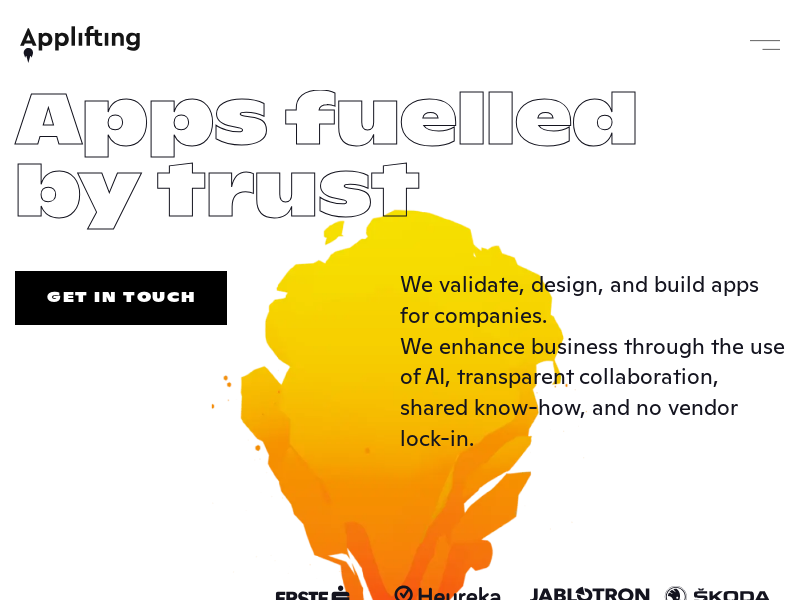 Applifting
Apps fuelled
by trust
GET IN TOUCH
We validate, design, and build apps
for companies.
We enhance business through the use
of AI, transparent collaboration,
shared know-how, and no vendor
lock-in.
ERSTE Heureka JABLOTRON ŠKODA